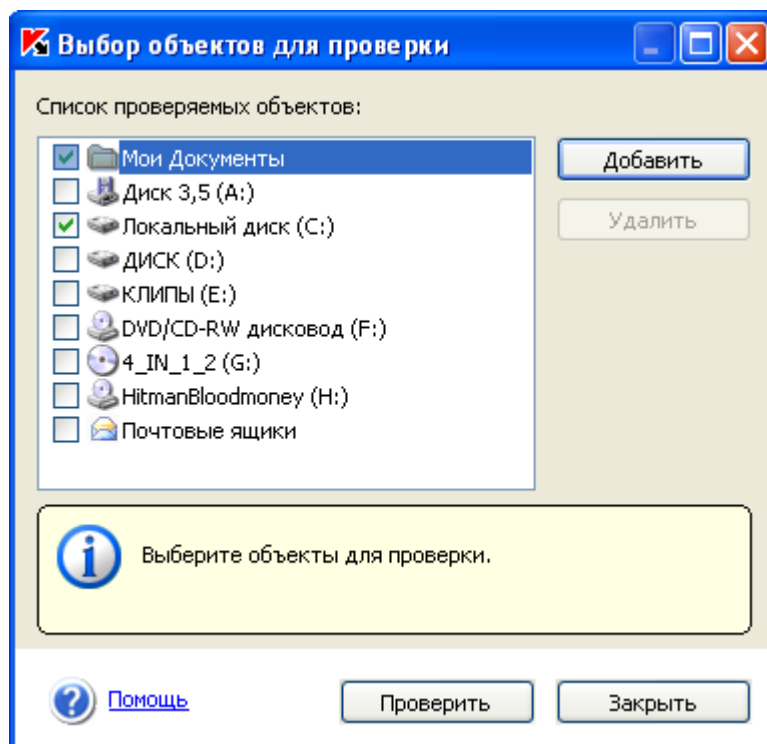 Выбор объектов для проверки
Список проверяемых объектов:
Мои Документы
Диск 3,5 (A:)
Локальный диск (C:)
ДИСК (D:)
КЛИПЫ (E:)
DVD/CD-RW дисковод (F:)
4_IN_1_2 (G:)
HitmanBloodmoney (H:)
Почтовые ящики
Добавить
Удалить
Выберите объекты для проверки.
Помощь
Проверить
Закрыть